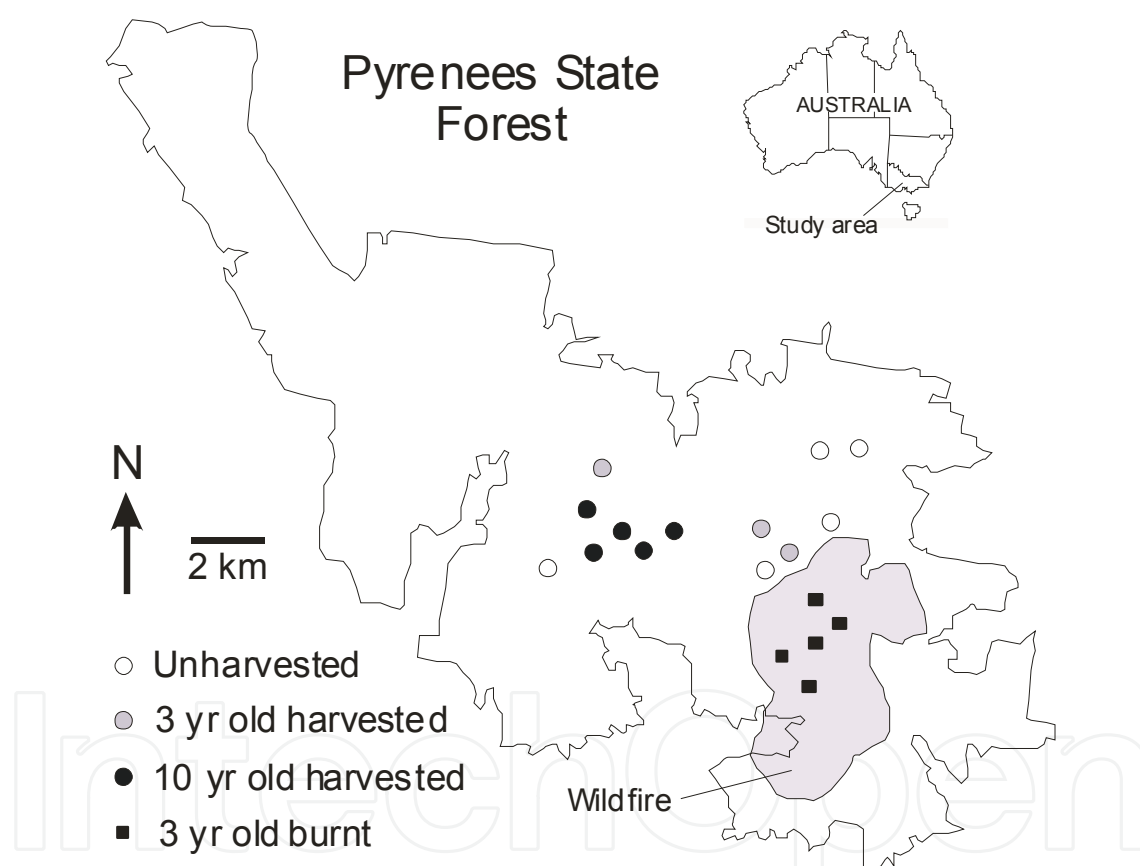 Pyrenees State
Forest
AUSTRALIA
Study area
N
2 km
Unharvested
3 yr old harvested
10 yr old harvested
3 yr old burnt
Wildfire
IntechOpen